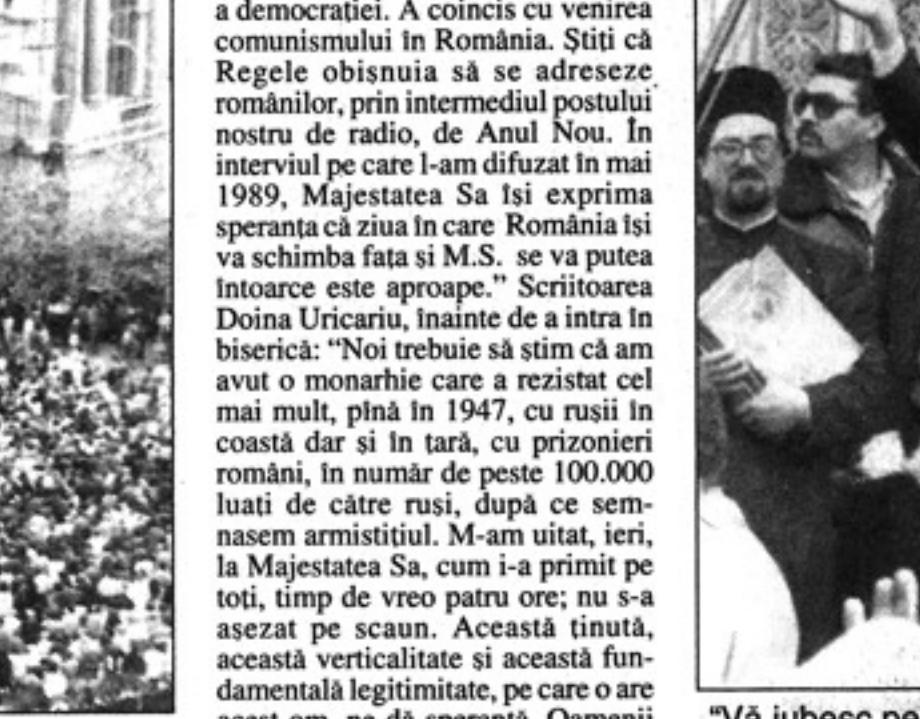 a democrației. A coincis cu venirea
comunismului în România. Știți că
Regele obișnuia să se adreseze
românilor, prin intermediul postului
nostru de radio, de Anul Nou. În
interviul pe care l-am difuzat în mai
1989, Majestatea Sa își exprima
speranța că ziua în care România își
va schimba fața și M.S. se va putea
întoarce este aproape.” Scriitoarea
Doina Uricariu, înainte de a intra în
biserică: “Noi trebuie să știm că am
avut o monarhie care a rezistat cel
mai mult, pînă în 1947, cu rușii în
coastă dar și în țară, cu prizonieri
români, în număr de peste 100.000
luați de către ruși, după ce sem-
nasem armistițiul. M-am uitat, ieri,
la Majestatea Sa, cum i-a primit pe
toți, timp de vreo patru ore; nu s-a
așezat pe scaun. Această ținută,
această verticalitate și această fun-
damentală legitimitate, pe care o are
acest om, ne dă speranță. Oamenii
“Vă iubesc pe